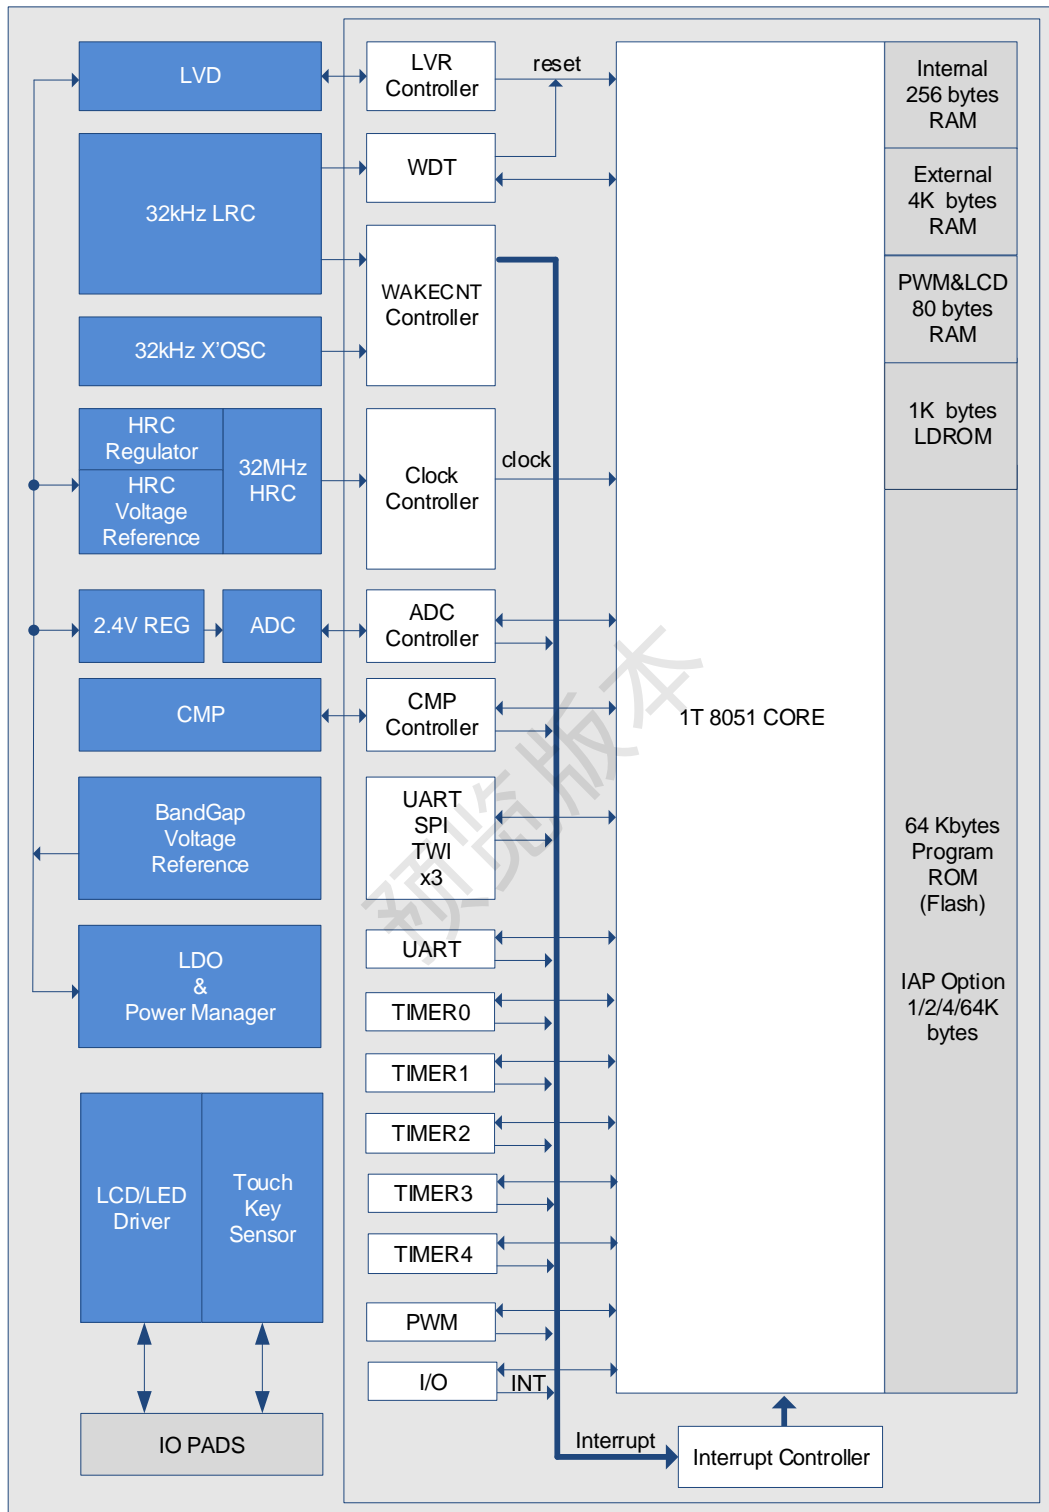 LVD
LVR
Controller
reset
Internal
256 bytes
RAM
32kHz LRC
WDT
External
4K bytes
RAM
WAKECNT
Controller
PWM&LCD
80 bytes
RAM
32kHz X'OSC
HRC
Regulator
HRC
Voltage
Reference
32MHz
HRC
Clock
Controller
clock
1K bytes
LDROM
2.4V REG
ADC
ADC
Controller
CMP
CMP
Controller
1T 8051 CORE
BandGap
Voltage
Reference
UART
SPI
TWI
x3
64 Kbytes
Program
ROM
(Flash)
IAP Option
1/2/4/64K
bytes
LDO
&
Power Manager
UART
TIMER0
TIMER1
TIMER2
TIMER3
TIMER4
PWM
I/O
INT
LCD/LED
Driver
Touch
Key
Sensor
IO PADS
Interrupt
Interrupt Controller
预览版本